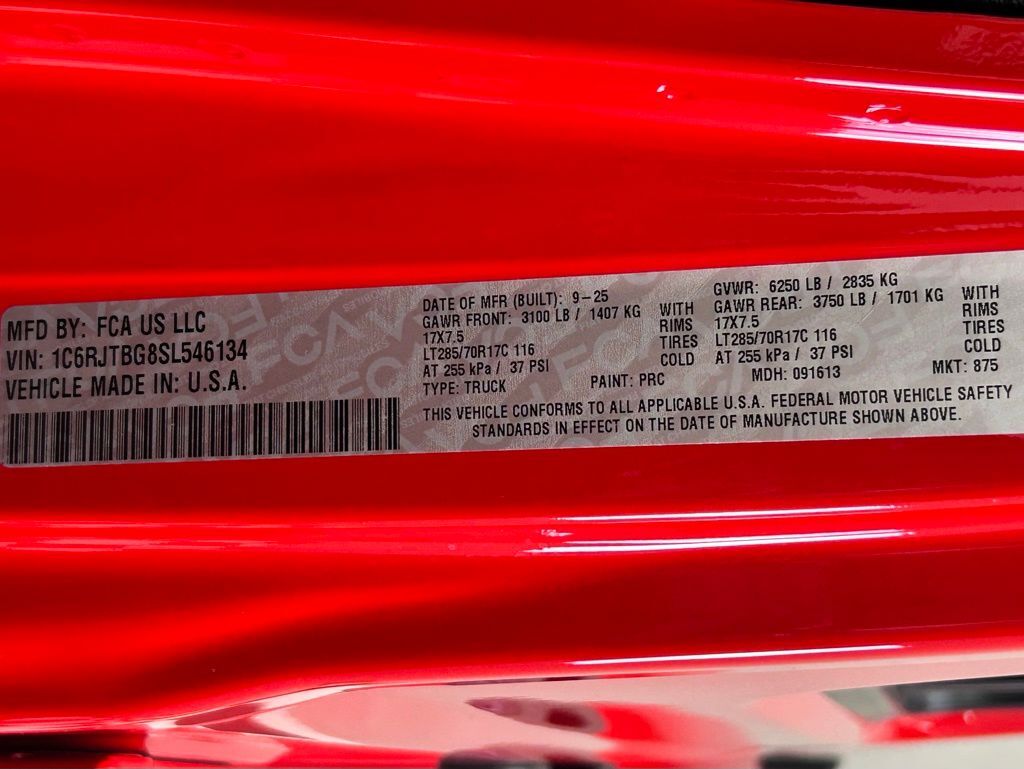 MFD BY: FCA US LLC
VIN: 1C6RJTBG8SL546134
VEHICLE MADE IN: U.S.A.
DATE OF MFR (BUILT): 9-25
GAWR FRONT: 3100 LB / 1407 KG WITH
17X7.5 RIMS
LT285/70R17C 116 TIRES
AT 255 kPa / 37 PSI COLD
TYPE: TRUCK
GVWR: 6250 LB / 2835 KG
GAWR REAR: 3750 LB / 1701 KG WITH
17X7.5 RIMS
LT285/70R17C 116 TIRES
AT 255 kPa / 37 PSI COLD
PAINT: PRC MDH: 091613 MKT: 875
THIS VEHICLE CONFORMS TO ALL APPLICABLE U.S.A. FEDERAL MOTOR VEHICLE SAFETY
STANDARDS IN EFFECT ON THE DATE OF MANUFACTURE SHOWN ABOVE.